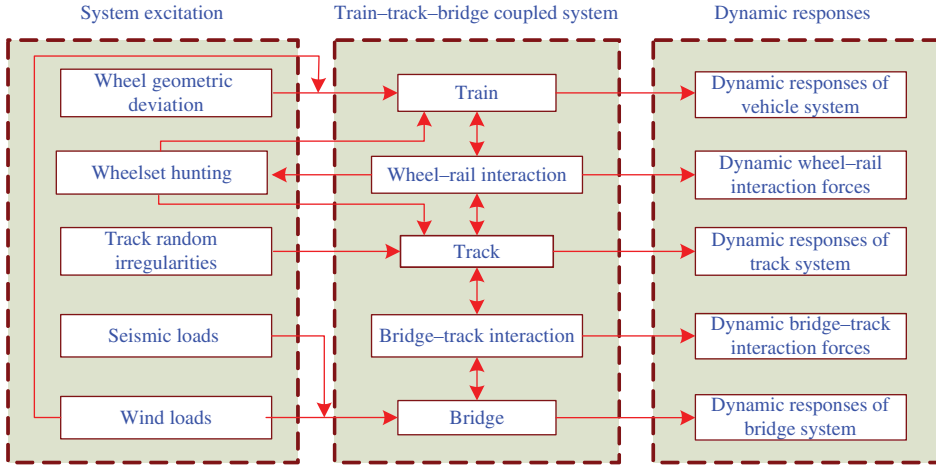 System excitation
Train–track–bridge coupled system
Dynamic responses
Wheel geometric
deviation
Train
Dynamic responses of
vehicle system
Wheelset hunting
Wheel–rail interaction
Dynamic wheel–rail
interaction forces
Track random
irregularities
Track
Dynamic responses of
track system
Seismic loads
Bridge–track interaction
Dynamic bridge–track
interaction forces
Wind loads
Bridge
Dynamic responses of
bridge system